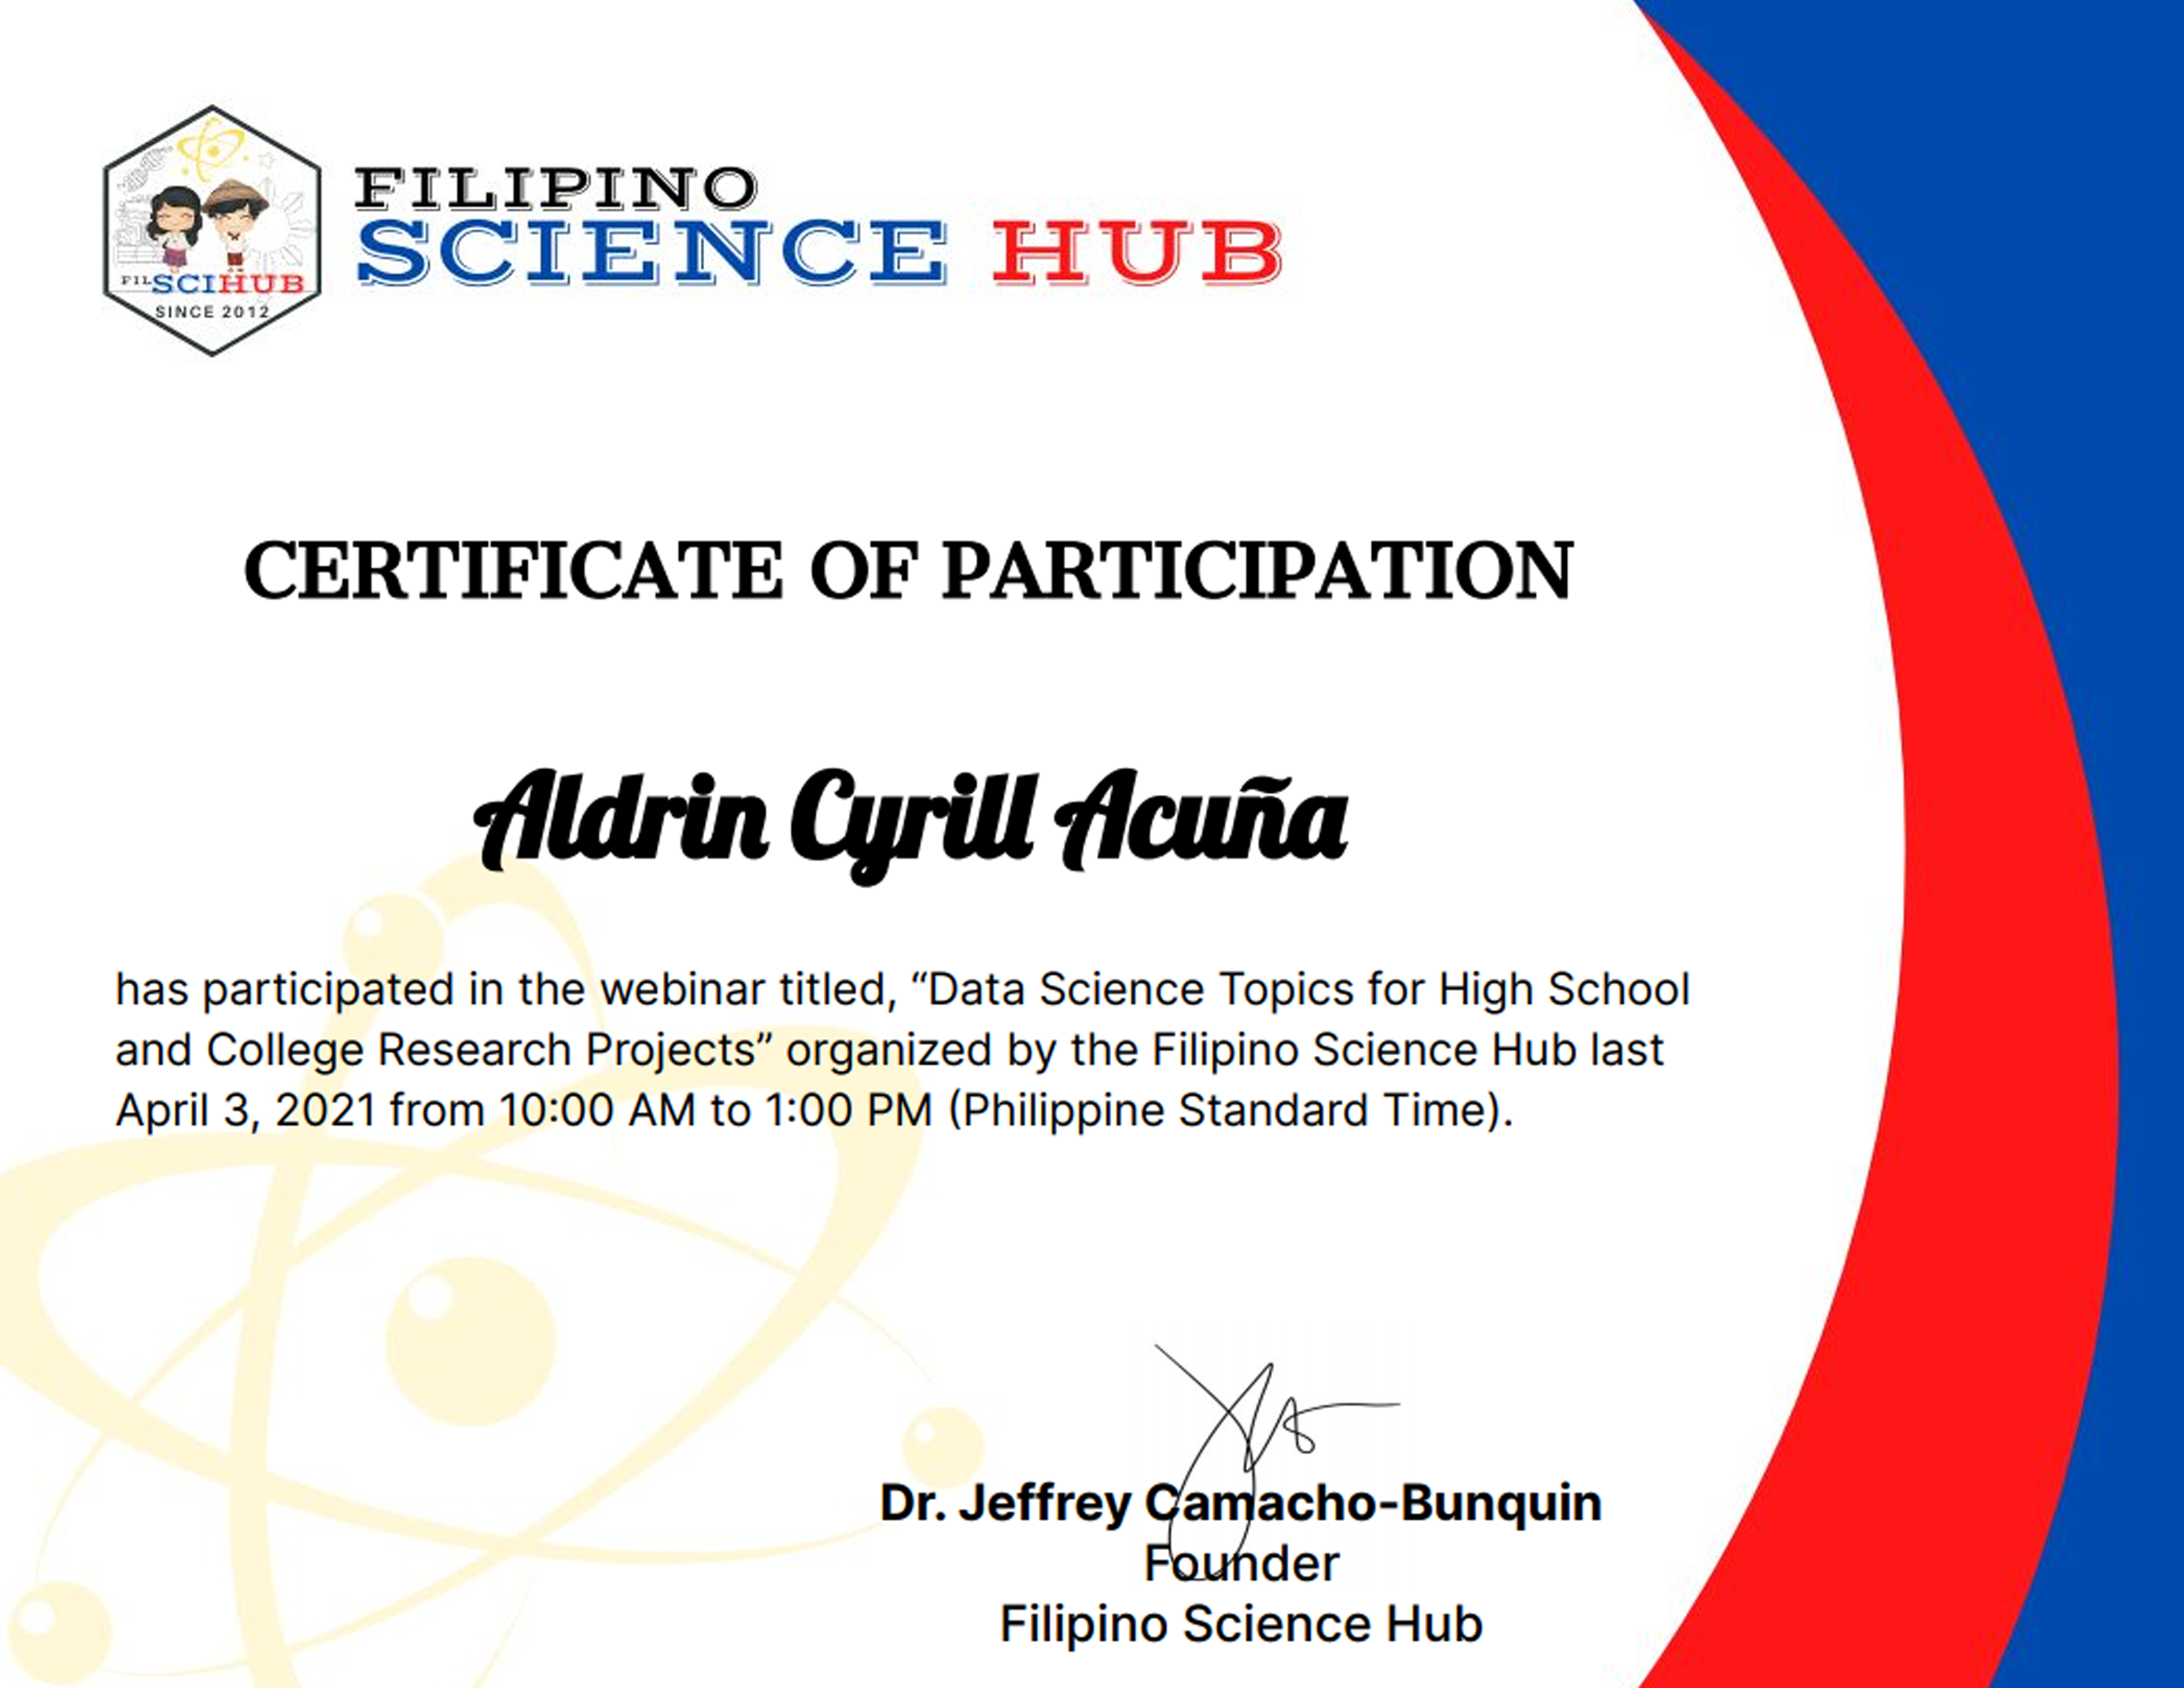 FILIPINO
SCIENCE HUB
FILSCIHUB
SINCE 2012
CERTIFICATE OF PARTICIPATION
Aldrin Cyrill Acuña
has participated in the webinar titled, “Data Science Topics for High School
and College Research Projects” organized by the Filipino Science Hub last
April 3, 2021 from 10:00 AM to 1:00 PM (Philippine Standard Time).
Dr. Jeffrey Camacho-Bunquin
Founder
Filipino Science Hub